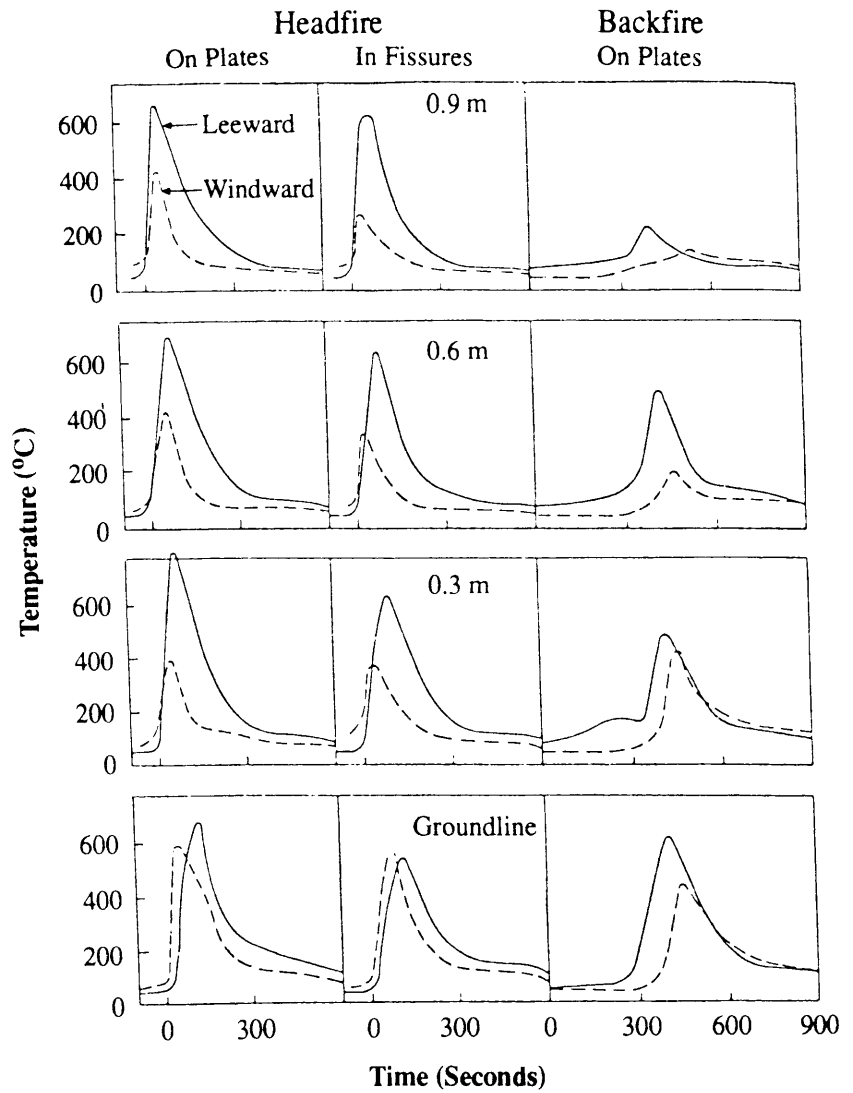 Headfire Backfire
On Plates In Fissures On Plates
0.9 m
600 Leeward
400 Windward
200
0
0.6 m
600
400
200
0
0.3 m
600
400
200
0
Groundline
600
400
200
0
0 300 0 300 0 300 600 900
Time (Seconds)
Temperature (°C)